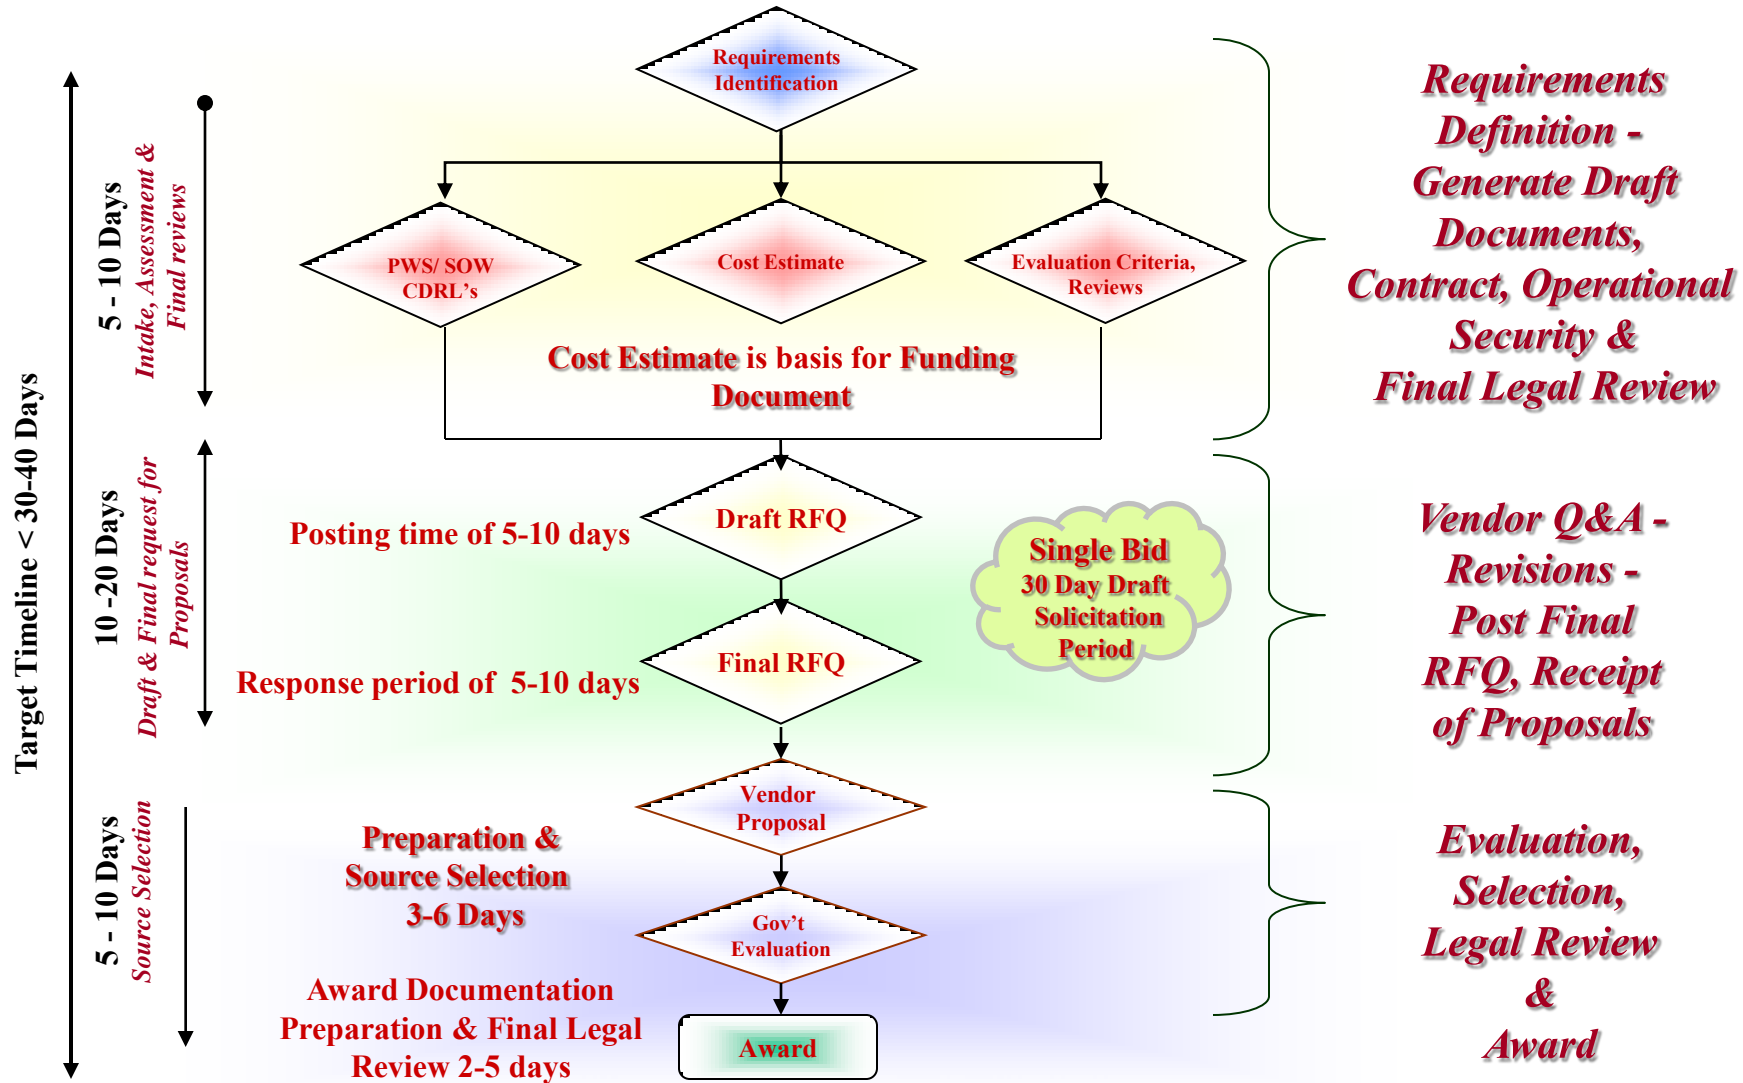 Requirements
Identification
PWS/ SOW
CDRL’s
Cost Estimate
Evaluation Criteria,
Reviews
Cost Estimate is basis for Funding
Document
Draft RFQ
Posting time of 5-10 days
Final RFQ
Response period of 5-10 days
Single Bid
30 Day Draft
Solicitation
Period
Vendor
Proposal
Preparation &
Source Selection
3-6 Days
Gov’t
Evaluation
Award Documentation
Preparation & Final Legal
Review 2-5 days
Award
Target Timeline < 30-40 Days
5 - 10 Days
Intake, Assessment &
Final reviews
10 -20 Days
Draft & Final request for
Proposals
5 - 10 Days
Source Selection
Requirements
Definition -
Generate Draft
Documents,
Contract, Operational
Security &
Final Legal Review
Vendor Q&A -
Revisions -
Post Final
RFQ, Receipt
of Proposals
Evaluation,
Selection,
Legal Review
&
Award